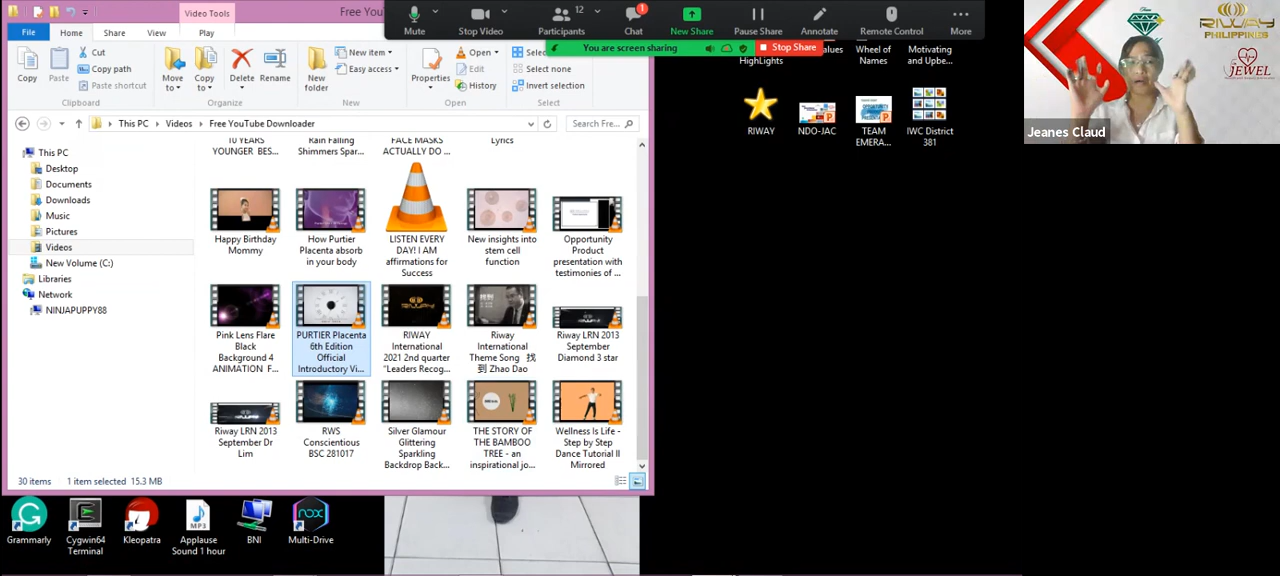 Video Tools
Free You
File
Home
Share
View
Play
Copy
Paste
Cut
Copy path
Paste shortcut
Clipboard
Move
to
Copy
to
Delete
Rename
Organize
New
folder
New item
Easy access
New
Properties
Open
Edit
History
Open
Selec
Select none
Invert selection
Select
Mute
Stop Video
12
Participants
1
Chat
New Share
Pause Share
Annotate
Remote Control
More
You are screen sharing
Stop Share
This PC
Videos
Free YouTube Downloader
Search Fre...
This PC
Desktop
Documents
Downloads
Music
Pictures
Videos
New Volume (C:)
Libraries
Network
NINJAPUPPY88
10 YEARS
YOUNGER BES...
Rain Falling
Shimmers Spar...
FACE MASKS
ACTUALLY DO ...
Lyrics
Happy Birthday
Mommy
How Purtier
Placenta absorb
in your body
LISTEN EVERY
DAY! I AM
affirmations for
Success
New insights into
stem cell
function
Opportunity
Product
presentation with
testimonies of ...
Pink Lens Flare
Black
Background 4
ANIMATION F...
PURTIER Placenta
6th Edition
Official
Introductory Vi...
RIWAY
RIWAY
International
2021 2nd quarter
"Leaders Recog...
Riway
International
Theme Song 找
到 Zhao Dao
Riway LRN 2013
September
Diamond 3 star
Riway LRN 2013
September Dr
Lim
RWS
Conscientious
BSC 281017
Silver Glamour
Glittering
Sparkling
Backdrop Back...
THE STORY OF
THE BAMBOO
TREE - an
inspirational jo...
Wellness Is Life -
Step by Step
Dance Tutorial II
Mirrored
30 items
1 item selected 15.3 MB
HighLights
alues
Wheel of
Names
Motivating
and Upbe...
RIWAY
NDO-JAC
TEAM
EMERA...
IWC District
381
Grammarly
Cygwin64
Terminal
Kleopatra
MP3
Applause
Sound 1 hour
BNI
nox
Multi-Drive
RIWAY
PHILIPPINES
JEWEL
Jeanes Claud